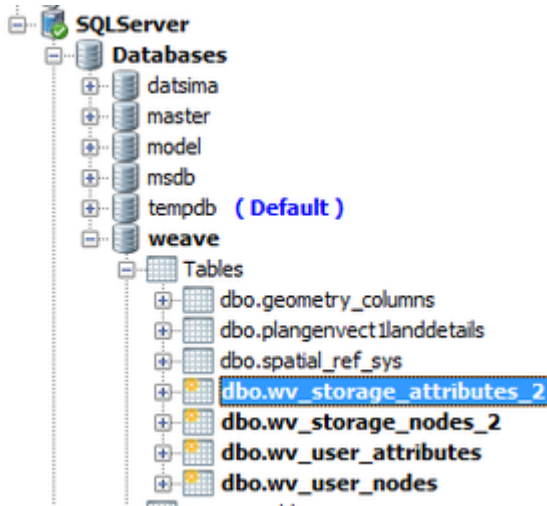 SQLServer
Databases
datsima
master
model
msdb
tempdb ( Default )
weave
Tables
dbo.geometry_columns
dbo.plangenvect1landdetails
dbo.spatial_ref_sys
dbo.wv_storage_attributes_2
dbo.wv_storage_nodes_2
dbo.wv_user_attributes
dbo.wv_user_nodes